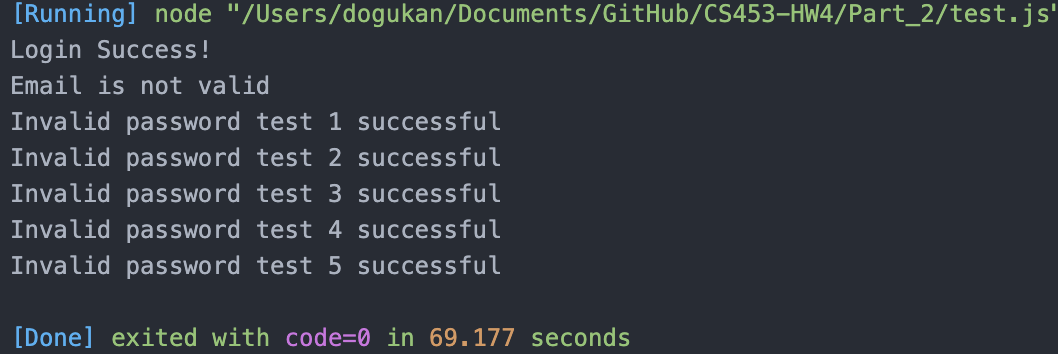 [Running] node "/Users/dogukan/Documents/GitHub/CS453-HW4/Part_2/test.js"
Login Success!
Email is not valid
Invalid password test 1 successful
Invalid password test 2 successful
Invalid password test 3 successful
Invalid password test 4 successful
Invalid password test 5 successful
[Done] exited with code=0 in 69.177 seconds